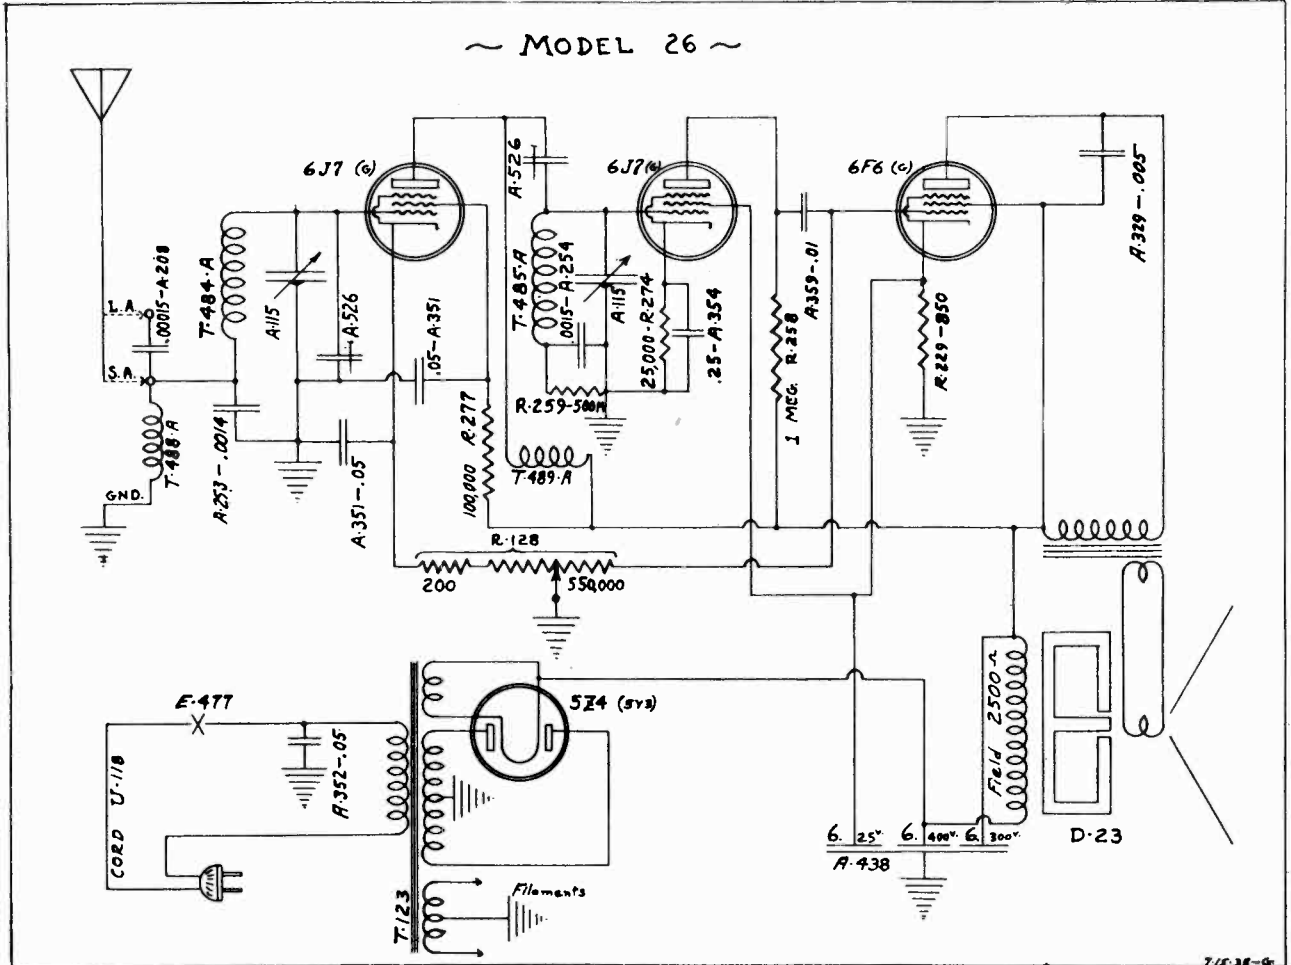 ~ MODEL 26 ~
6J7 (G)
6J7(G)
6F6 (G)
A.526
A.329-.005
L.A.
S.A.
.00015-A.208
T.484.A
A.115
A.526
.05-A.351
T.485.A
.0015-A.254
A.115
25,000-R.274
.25-A.354
1 MEG. R.258
A.359-.01
R.229-850
R.259-500M
T.488.A
GND.
A.253-.0014
A.351-.05
100,000 R.277
T.489.A
R.128
200
550,000
E.477
5Z4 (5Y3)
CORD U.118
A.352-.05
T.123
Filaments
Field 2500Ω
6. 25V.
6. 400V.
6. 300V.
A.438
D.23